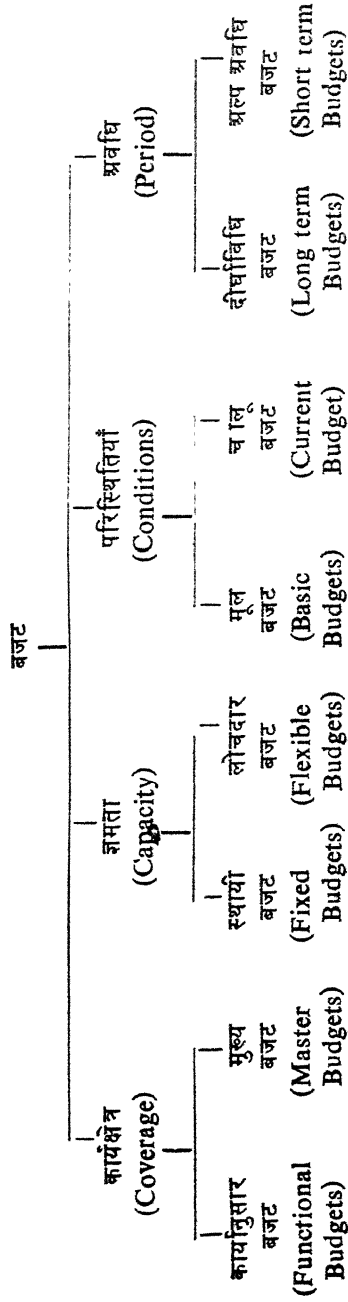 बजट
कार्यक्षेत्र
(Coverage)
क्षमता
(Capacity)
परिस्थितियाँ
(Conditions)
अवधि
(Period)
कार्यानुसार
बजट
(Functional
Budgets)
मुख्य
बजट
(Master
Budgets)
स्थायी
बजट
(Fixed
Budgets)
लोचदार
बजट
(Flexible
Budgets)
मूल
बजट
(Basic
Budgets)
चालू
बजट
(Current
Budget)
दीर्घावधि
बजट
(Long term
Budgets)
अल्प अवधि
बजट
(Short term
Budgets)